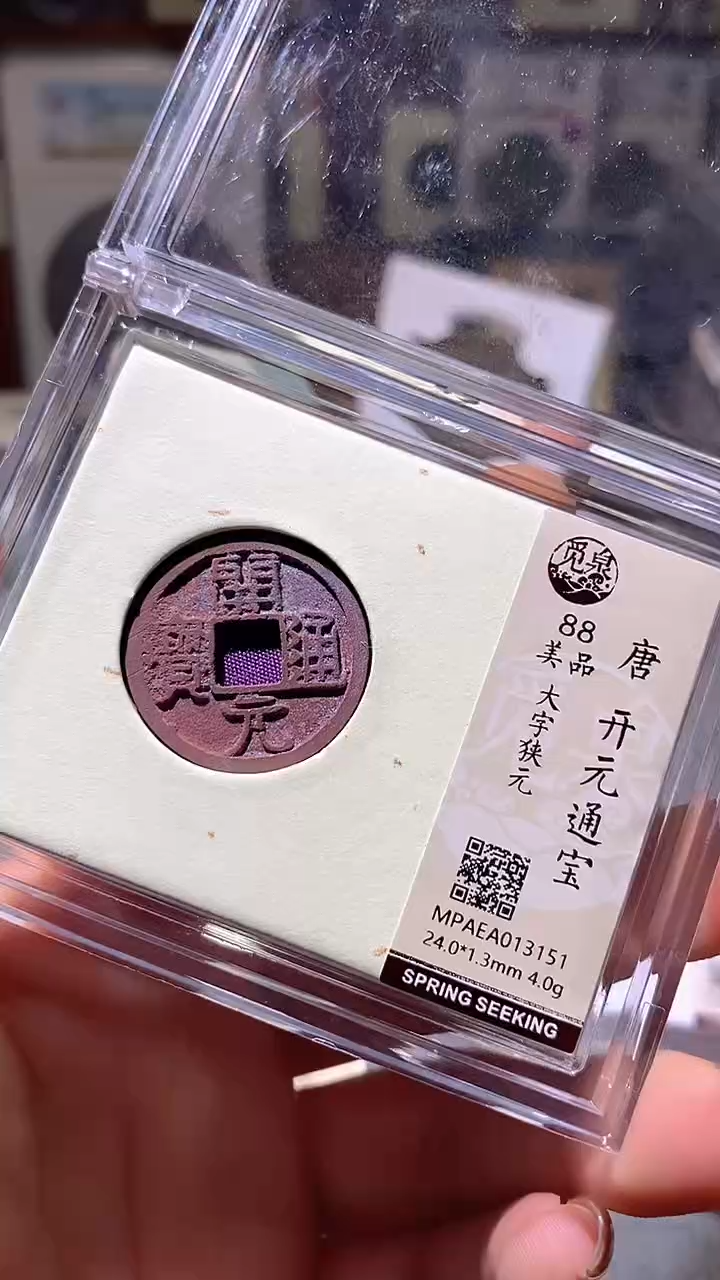 開元通寳
觅泉
88
美品
唐 开元通宝
大字狭元
MPAEA013151
24.0*1.3mm 4.0g
SPRING SEEKING